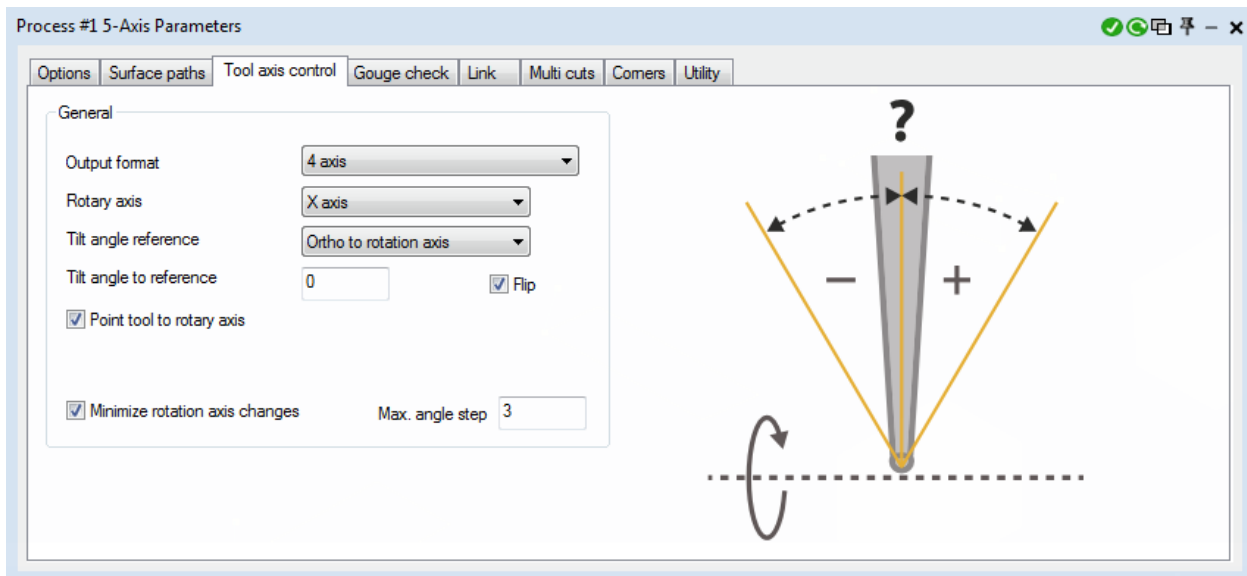 Process #1 5-Axis Parameters
Options Surface paths Tool axis control Gouge check Link Multi cuts Corners Utility
General
Output format 4 axis
Rotary axis X axis
Tilt angle reference Ortho to rotation axis
Tilt angle to reference 0 Flip
Point tool to rotary axis
Minimize rotation axis changes Max. angle step 3
?
− +